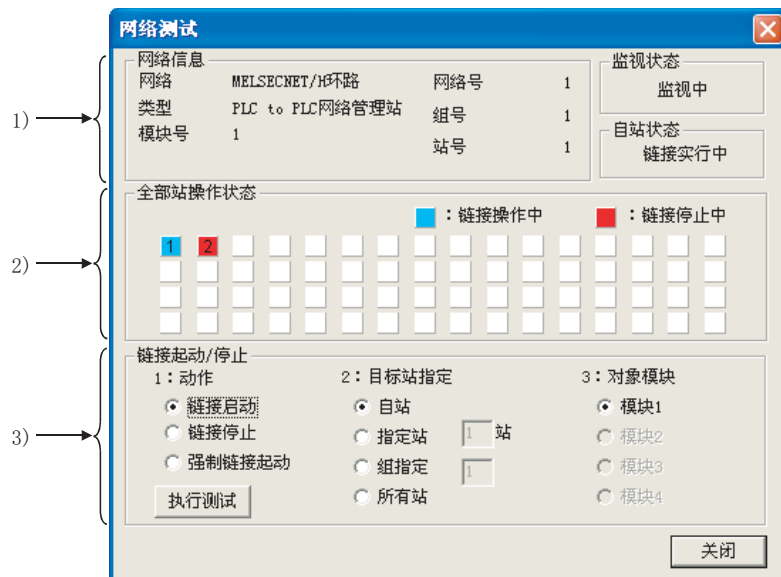 网络测试
1)
网络信息
网络 MELSECNET/H环路 网络号 1
类型 PLC to PLC网络管理站 组号 1
模块号 1 站号 1
监视状态
监视中
自站状态
链接实行中
2)
全部站操作状态
：链接操作中 ：链接停止中
1 2
3)
链接起动/停止
1：动作 2：目标站指定 3：对象模块
链接启动 自站 模块1
链接停止 指定站 1 站 模块2
强制链接起动 组指定 1 模块3
执行测试 所有站 模块4
关闭